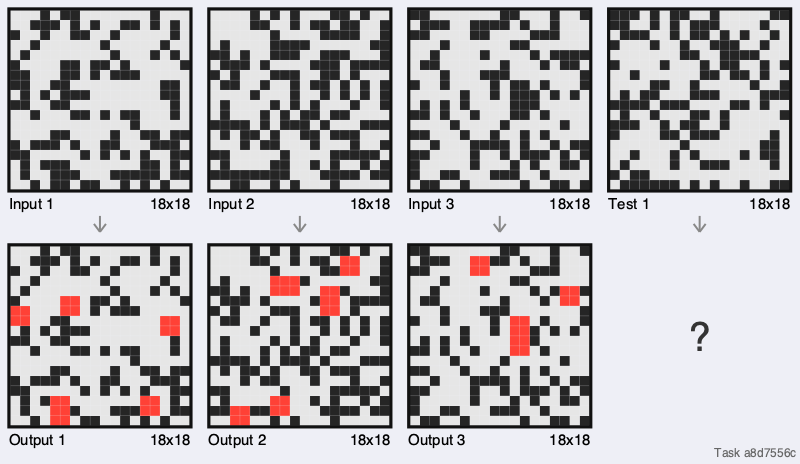 Input 1 18x18
Input 2 18x18
Input 3 18x18
Test 1 18x18
?
Output 1 18x18
Output 2 18x18
Output 3 18x18
Task a8d7556c